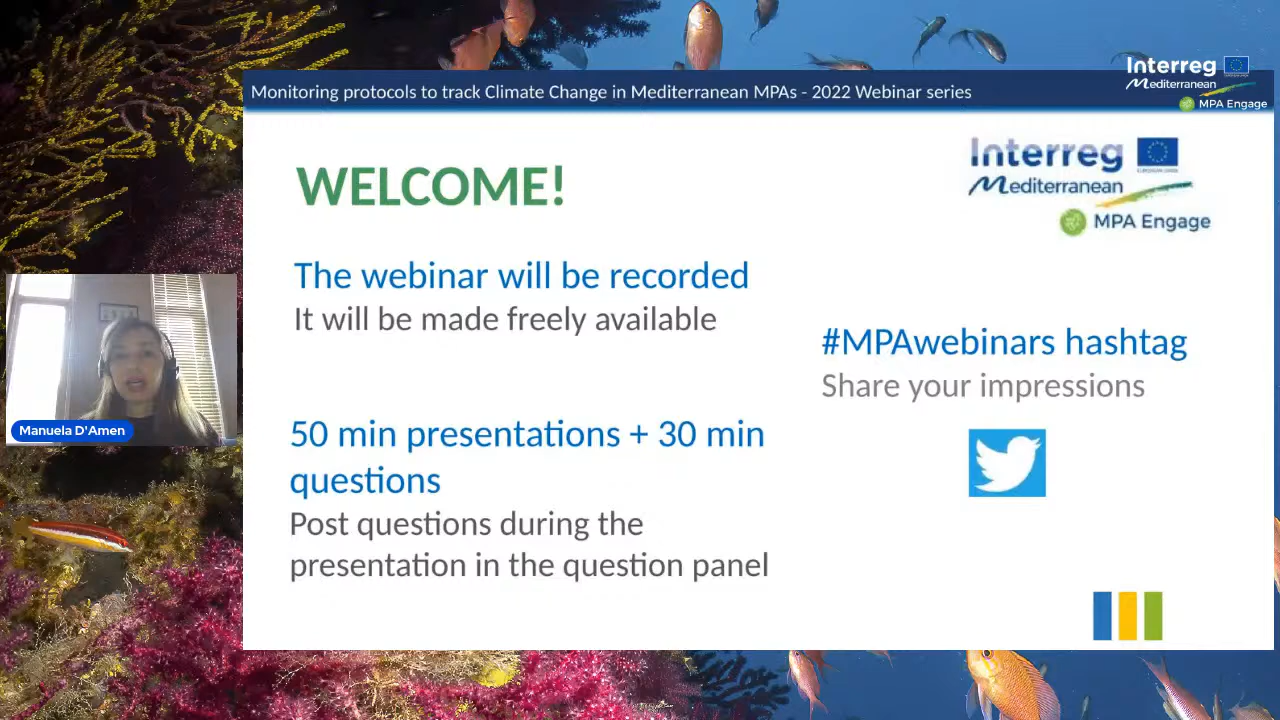 Monitoring protocols to track Climate Change in Mediterranean MPAs - 2022 Webinar series
Interreg
Mediterranean
MPA Engage
WELCOME!
Interreg
EUROPEAN UNION
Mediterranean
MPA Engage
The webinar will be recorded
It will be made freely available
#MPAwebinars hashtag
Share your impressions
Manuela D'Amen
50 min presentations + 30 min
questions
Post questions during the
presentation in the question panel